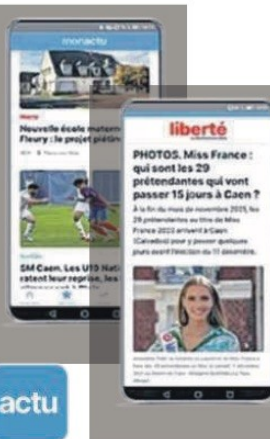 monactu
Nouvelle école matern
Fleury : le projet piétin
SM Caen. Les U19 Nati
ratent leur reprise, les
liberté
PHOTOS. Miss France :
qui sont les 29
prétendantes qui vont
passer 15 jours à Caen ?
À la fin du mois de novembre 2021, les
29 prétendantes au titre de Miss
France 2022 arrivent à Caen
(Calvados) pour y passer quelques
jours avant l'élection du 11 décembre.
actu